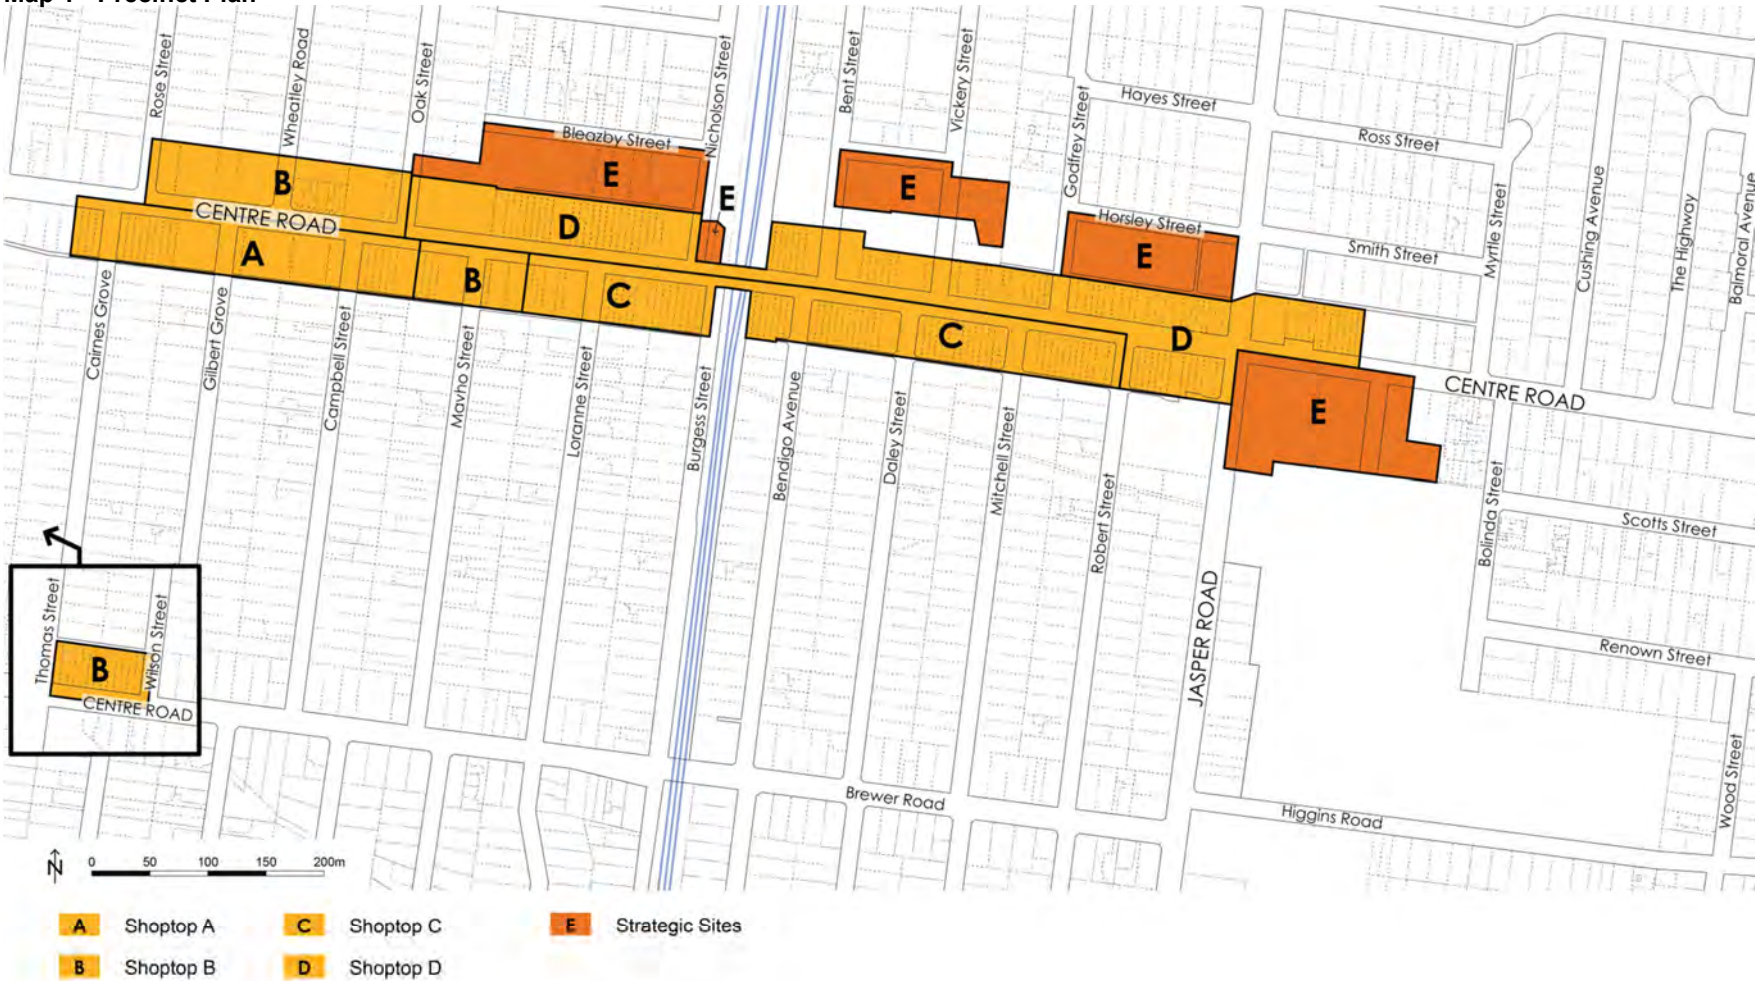 Map 1 - Precinct Plan
Rose Street
Wheatley Road
Oak Street
Nicholson Street
Bent Street
Vickery Street
Godfrey Street
Hayes Street
Ross Street
Bleazby Street
Horsley Street
Smith Street
Myrtle Street
Cushing Avenue
The Highway
Balmoral Avenue
B
E
E
E
CENTRE ROAD
D
A
B
C
E
C
D
E
CENTRE ROAD
Cairnes Grove
Gilbert Grove
Campbell Street
Mavho Street
Loranne Street
Burgess Street
Bendigo Avenue
Daley Street
Mitchell Street
Robert Street
JASPER ROAD
Bolinda Street
Scotts Street
Renown Street
Wood Street
Thomas Street
Wilson Street
B
CENTRE ROAD
Brewer Road
Higgins Road
N
0 50 100 150 200m
A Shoptop A
C Shoptop C
E Strategic Sites
B Shoptop B
D Shoptop D